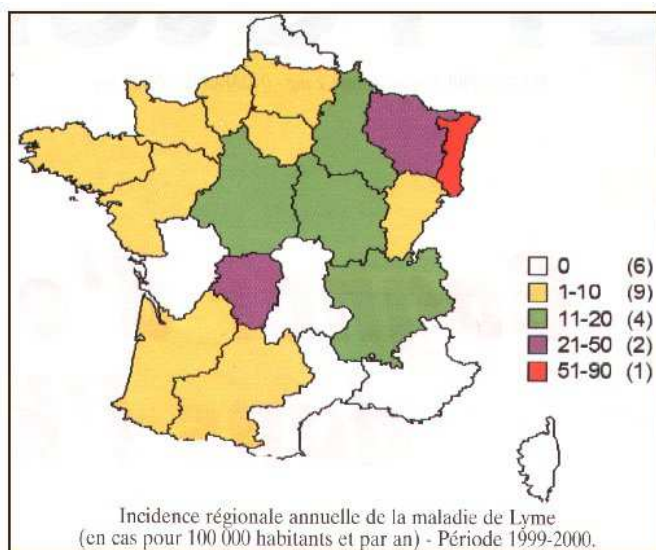 0 (6)
1-10 (9)
11-20 (4)
21-50 (2)
51-90 (1)
Incidence régionale annuelle de la maladie de Lyme
(en cas pour 100 000 habitants et par an) - Période 1999-2000.